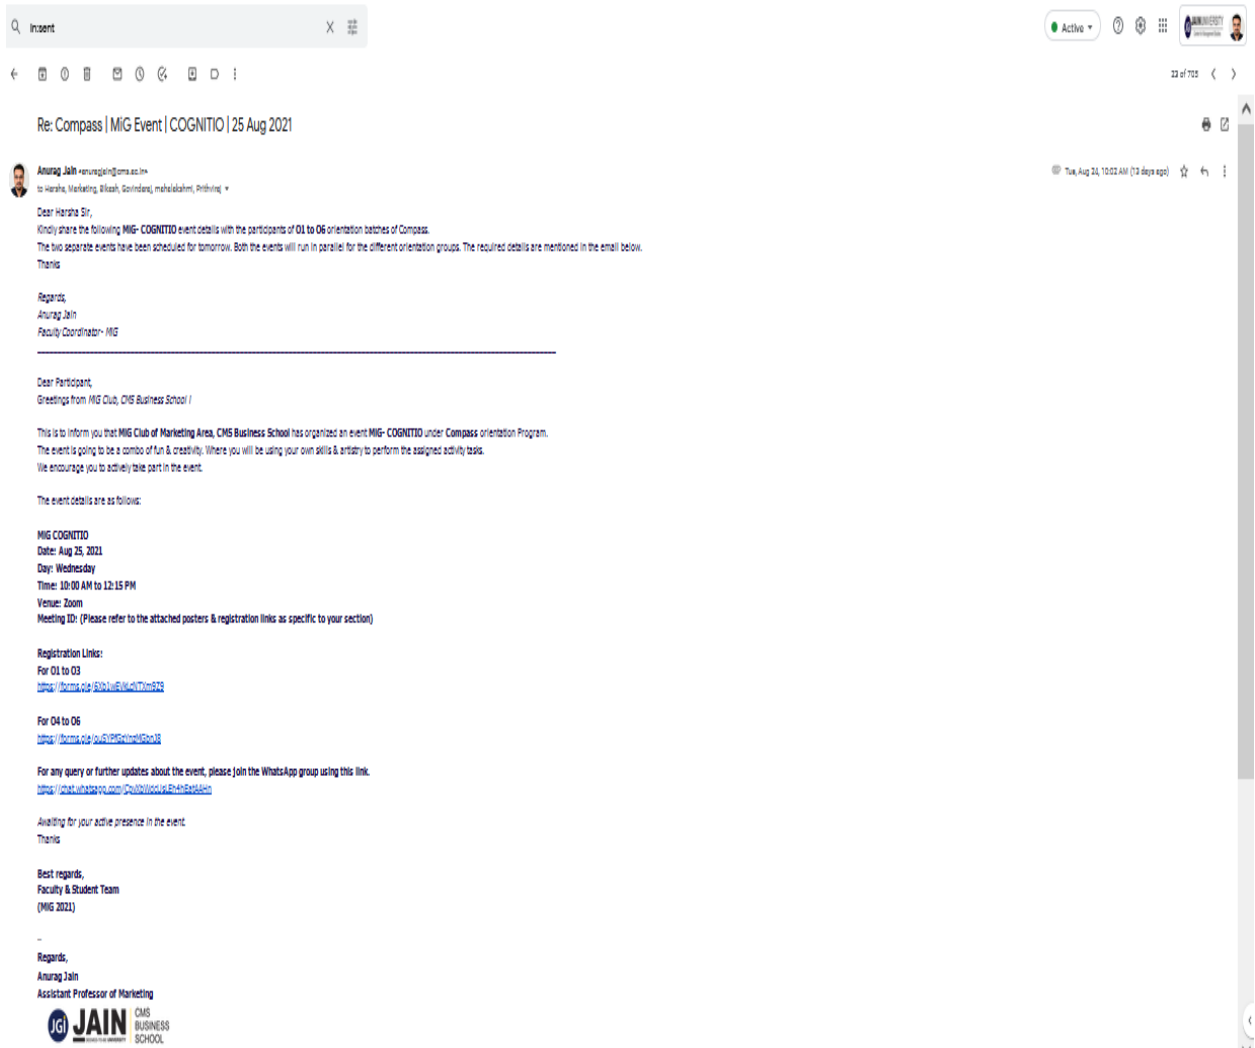 in:sent
Active
22 of 705
Re: Compass | MiG Event | COGNITIO | 25 Aug 2021
Anurag Jain <anuragjain@cms.ac.in>
Tue, Aug 24, 10:02 AM (13 days ago)
to Harsha, Marketing, Bikash, Govindaraj, mahalakshmi, Prithviraj
Dear Harsha Sir,
Kindly share the following MiG- COGNITIO event details with the participants of O1 to O6 orientation batches of Compass.
The two separate events have been scheduled for tomorrow. Both the events will run in parallel for the different orientation groups. The required details are mentioned in the email below.
Thanks
Regards,
Anurag Jain
Faculty Coordinator- MiG
Dear Participant,
Greetings from MiG Club, CMS Business School !
This is to inform you that MiG Club of Marketing Area, CMS Business School has organized an event MiG- COGNITIO under Compass orientation Program.
The event is going to be a combo of fun & creativity. Where you will be using your own skills & artistry to perform the assigned activity tasks.
We encourage you to actively take part in the event.
The event details are as follows:
MiG COGNITIO
Date: Aug 25, 2021
Day: Wednesday
Time: 10:00 AM to 12:15 PM
Venue: Zoom
Meeting ID: (Please refer to the attached posters & registration links as specific to your section)
Registration Links:
For O1 to O3
For O4 to O6
For any query or further updates about the event, please join the WhatsApp group using this link.
Awaiting for your active presence in the event.
Thanks
Best regards,
Faculty & Student Team
(MiG 2021)
--
Regards,
Anurag Jain
Assistant Professor of Marketing
JGi JAIN CMS
BUSINESS
SCHOOL